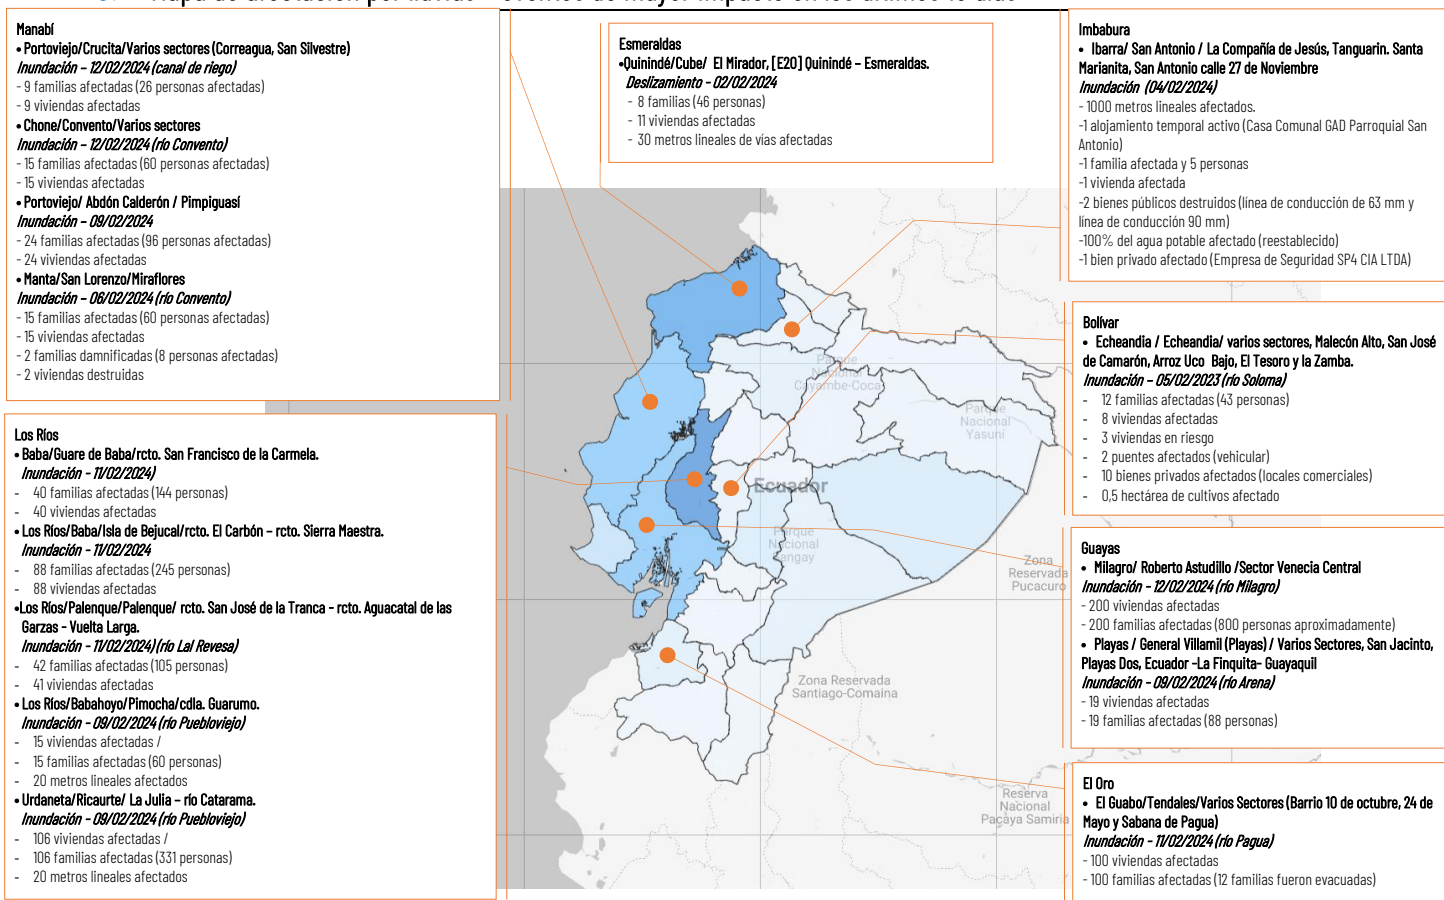 Manabí
• Portoviejo/Crucita/Varios sectores (Correagua, San Silvestre)
Inundación – 12/02/2024 (canal de riego)
- 9 familias afectadas (26 personas afectadas)
- 9 viviendas afectadas
• Chone/Convento/Varios sectores
Inundación – 12/02/2024 (río Convento)
- 15 familias afectadas (60 personas afectadas)
- 15 viviendas afectadas
• Portoviejo/ Abdón Calderón / Pimpiguasí
Inundación – 09/02/2024
- 24 familias afectadas (96 personas afectadas)
- 24 viviendas afectadas
• Manta/San Lorenzo/Miraflores
Inundación – 06/02/2024 (río Convento)
- 15 familias afectadas (60 personas afectadas)
- 15 viviendas afectadas
- 2 familias damnificadas (8 personas afectadas)
- 2 viviendas destruidas
Los Ríos
• Baba/Guare de Baba/rcto. San Francisco de la Carmela.
Inundación - 11/02/2024)
- 40 familias afectadas (144 personas)
- 40 viviendas afectadas
• Los Ríos/Baba/Isla de Bejucal/rcto. El Carbón – rcto. Sierra Maestra.
Inundación - 11/02/2024
- 88 familias afectadas (245 personas)
- 88 viviendas afectadas
•Los Ríos/Palenque/Palenque/ rcto. San José de la Tranca - rcto. Aguacatal de las
Garzas - Vuelta Larga.
Inundación - 11/02/2024) (río Lal Revesa)
- 42 familias afectadas (105 personas)
- 41 viviendas afectadas
• Los Ríos/Babahoyo/Pimocha/cdla. Guarumo.
Inundación - 09/02/2024 (río Puebloviejo)
- 15 viviendas afectadas /
- 15 familias afectadas (60 personas)
- 20 metros lineales afectados
• Urdaneta/Ricaurte/ La Julia – río Catarama.
Inundación - 09/02/2024 (río Puebloviejo)
- 106 viviendas afectadas /
- 106 familias afectadas (331 personas)
- 20 metros lineales afectados
Esmeraldas
•Quinindé/Cube/ El Mirador, [E20] Quinindé – Esmeraldas.
Deslizamiento - 02/02/2024
- 8 familias (46 personas)
- 11 viviendas afectadas
- 30 metros lineales de vías afectadas
Parque
Nacional
Cayambe-Coca
Parque
Nacional
Yasuní
Ecuador
Parque
Nacional
Sangay
Zona
Reservada
Pucacuro
Zona Reservada
Santiago-Comaina
Reserva
Nacional
Pacaya Samiria
Imbabura
• Ibarra/ San Antonio / La Compañía de Jesús, Tanguarin. Santa
Marianita, San Antonio calle 27 de Noviembre
Inundación (04/02/2024)
- 1000 metros lineales afectados.
-1 alojamiento temporal activo (Casa Comunal GAD Parroquial San
Antonio)
-1 familia afectada y 5 personas
-1 vivienda afectada
-2 bienes públicos destruidos (línea de conducción de 63 mm y
línea de conducción 90 mm)
-100% del agua potable afectado (reestablecido)
-1 bien privado afectado (Empresa de Seguridad SP4 CIA LTDA)
Bolívar
• Echeandia / Echeandia/ varios sectores, Malecón Alto, San José
de Camarón, Arroz Uco Bajo, El Tesoro y la Zamba.
Inundación – 05/02/2023 (río Soloma)
- 12 familias afectadas (43 personas)
- 8 viviendas afectadas
- 3 viviendas en riesgo
- 2 puentes afectados (vehicular)
- 10 bienes privados afectados (locales comerciales)
- 0,5 hectárea de cultivos afectado
Guayas
• Milagro/ Roberto Astudillo /Sector Venecia Central
Inundación - 12/02/2024 (río Milagro)
- 200 viviendas afectadas
- 200 familias afectadas (800 personas aproximadamente)
• Playas / General Villamil (Playas) / Varios Sectores, San Jacinto,
Playas Dos, Ecuador -La Finquita- Guayaquil
Inundación - 09/02/2024 (río Arena)
- 19 viviendas afectadas
- 19 familias afectadas (88 personas)
El Oro
• El Guabo/Tendales/Varios Sectores (Barrio 10 de octubre, 24 de
Mayo y Sabana de Pagua)
Inundación - 11/02/2024 (río Pagua)
- 100 viviendas afectadas
- 100 familias afectadas (12 familias fueron evacuadas)